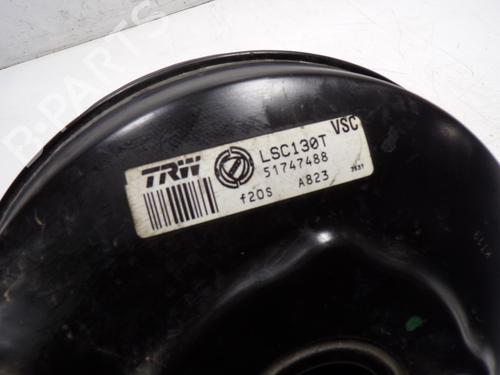 VSC
TRW LSC130T
51747488
f20S A823
B-PARTS